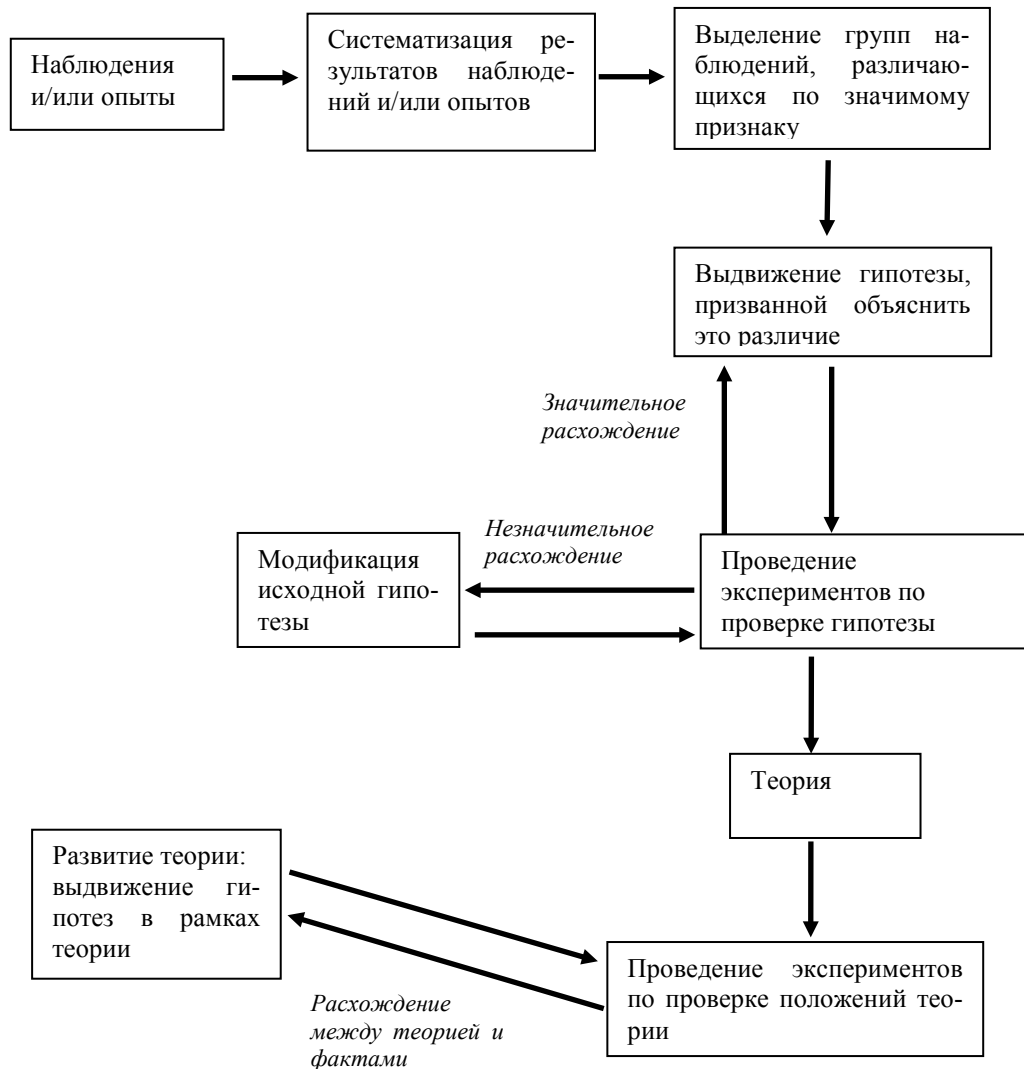 Наблюдения
и/или опыты
Систематизация ре-
зультатов наблюде-
ний и/или опытов
Выделение групп на-
блюдений, различаю-
щихся по значимому
признаку
Выдвижение гипотезы,
призванной объяснить
это различие
Значительное
расхождение
Незначительное
расхождение
Модификация
исходной гипо-
тезы
Проведение
экспериментов по
проверке гипотезы
Теория
Развитие теории:
выдвижение ги-
потез в рамках
теории
Проведение экспериментов
по проверке положений тео-
рии
Расхождение
между теорией и
фактами